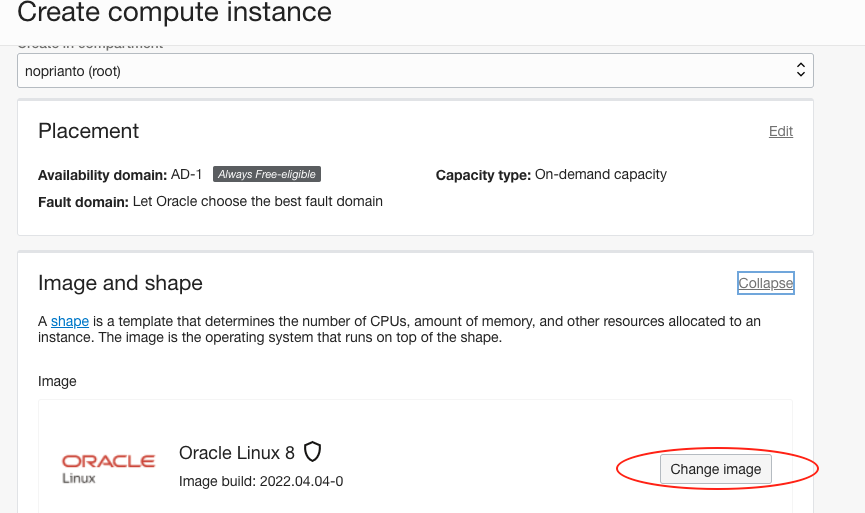 Create compute instance
Create in compartment
noprianto (root)
Placement
Edit
Availability domain: AD-1 Always Free-eligible
Capacity type: On-demand capacity
Fault domain: Let Oracle choose the best fault domain
Image and shape
Collapse
A shape is a template that determines the number of CPUs, amount of memory, and other resources allocated to an
instance. The image is the operating system that runs on top of the shape.
Image
ORACLE
Linux
Oracle Linux 8
Image build: 2022.04.04-0
Change image